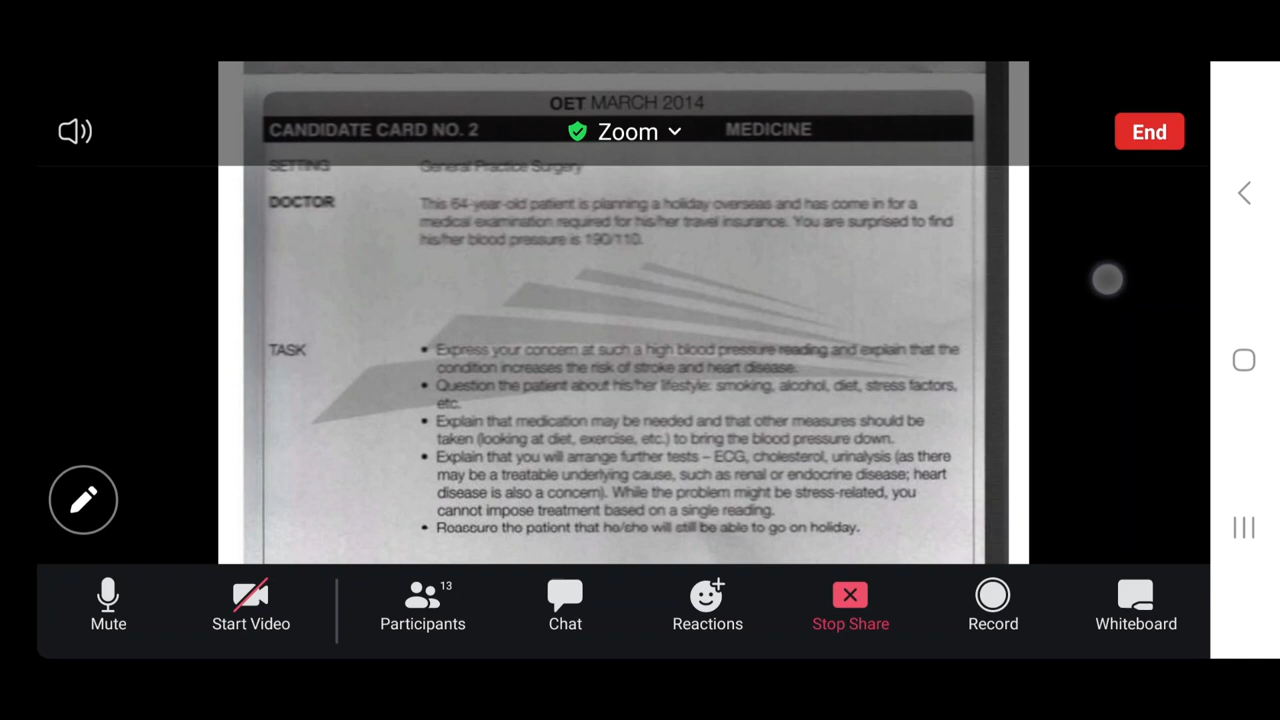 OET MARCH 2014
CANDIDATE CARD NO. 2 MEDICINE
Zoom
End
SETTING General Practice Surgery
DOCTOR This 64-year-old patient is planning a holiday overseas and has come in for a
medical examination required for his/her travel insurance. You are surprised to find
his/her blood pressure is 190/110.
TASK • Express your concern at such a high blood pressure reading and explain that the
condition increases the risk of stroke and heart disease.
• Question the patient about his/her lifestyle: smoking, alcohol, diet, stress factors,
etc.
• Explain that medication may be needed and that other measures should be
taken (looking at diet, exercise, etc.) to bring the blood pressure down.
• Explain that you will arrange further tests – ECG, cholesterol, urinalysis (as there
may be a treatable underlying cause, such as renal or endocrine disease; heart
disease is also a concern). While the problem might be stress-related, you
cannot impose treatment based on a single reading.
• Reassure the patient that he/she will still be able to go on holiday.
13
Mute Start Video Participants Chat Reactions Stop Share Record Whiteboard